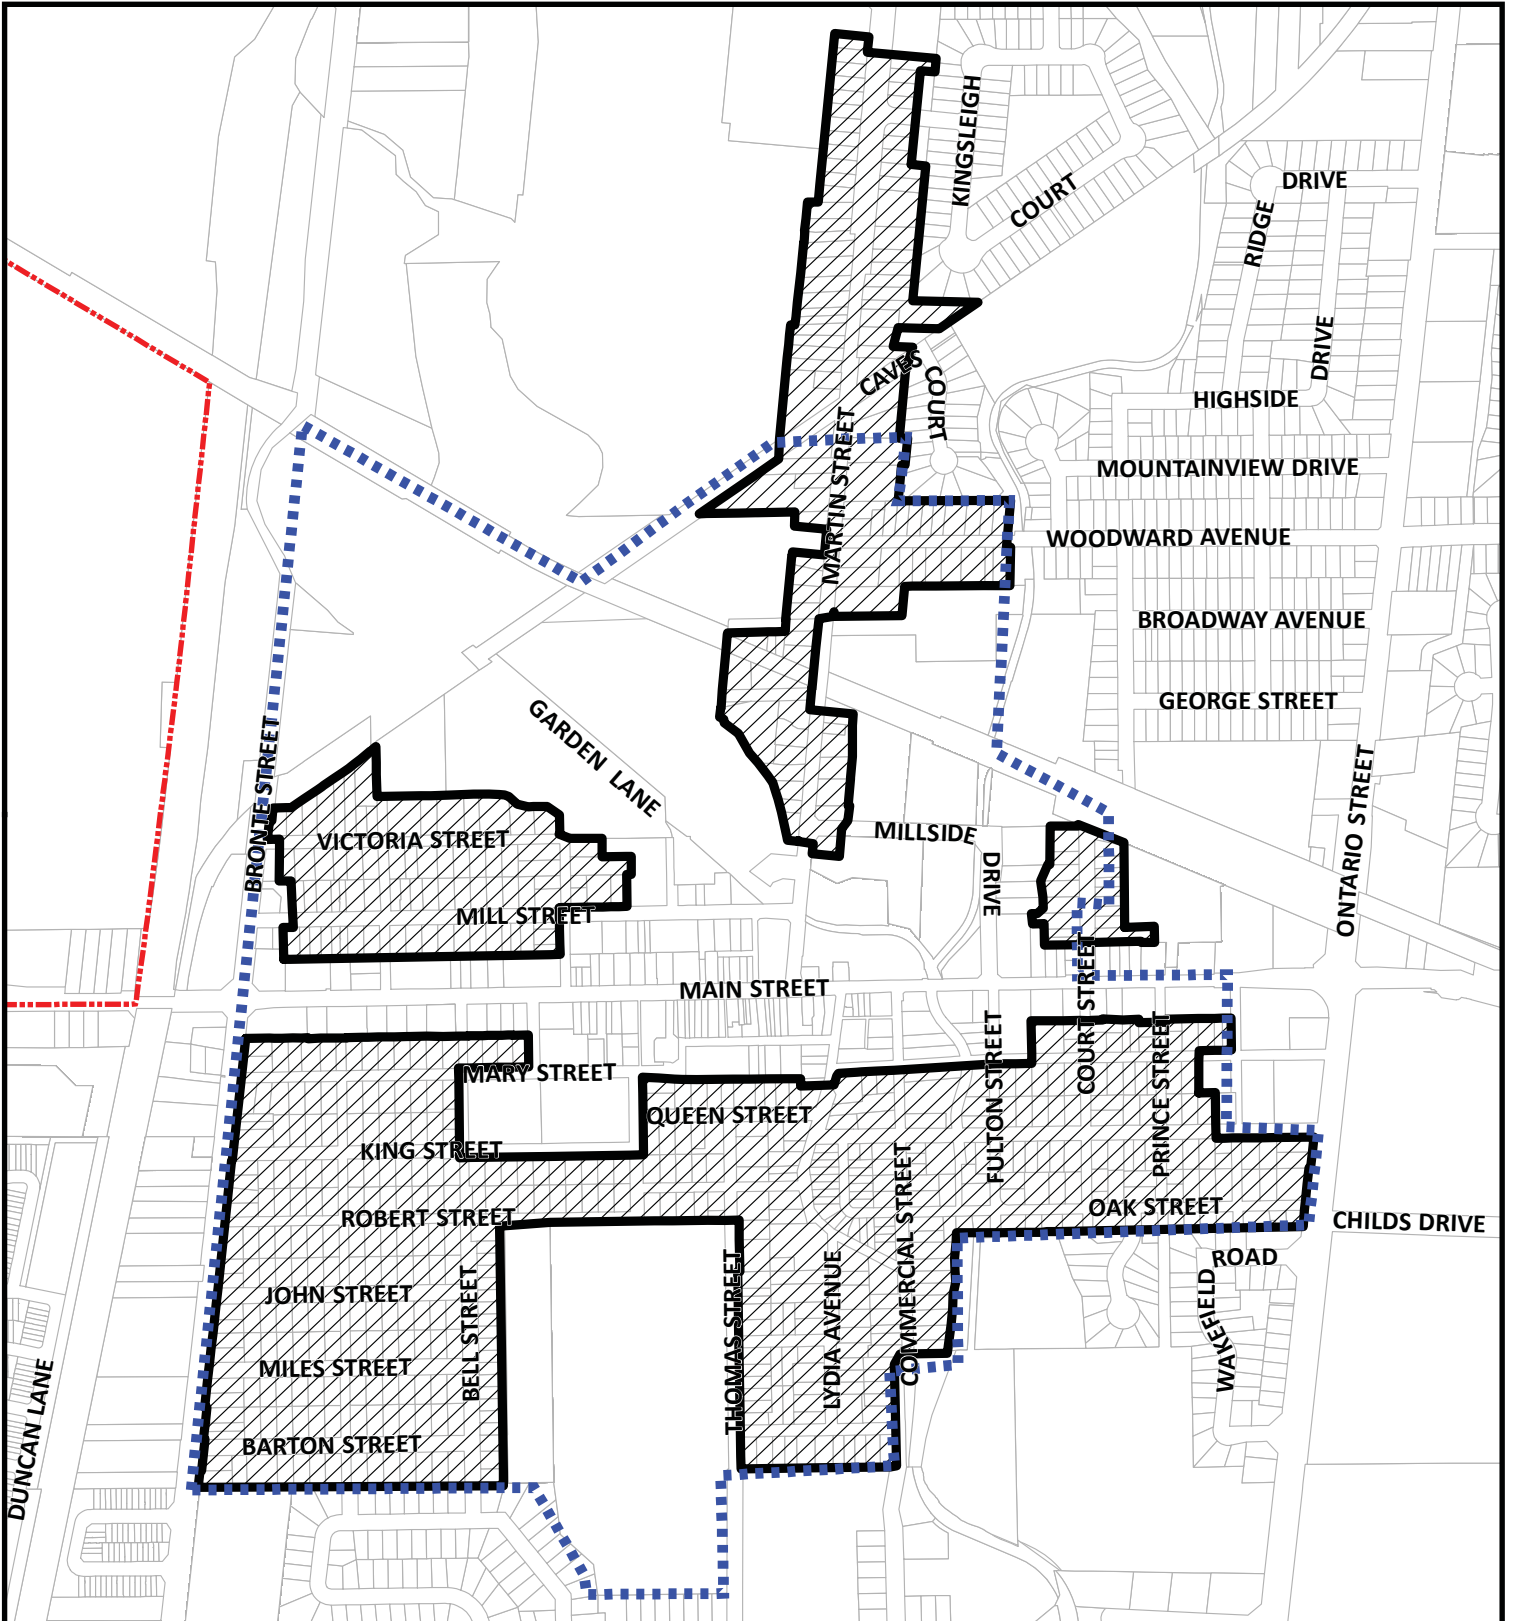 KINGSLEIGH
COURT
DRIVE
RIDGE
DRIVE
CAVES
COURT
HIGHSIDE
MARTIN STREET
MOUNTAINVIEW DRIVE
WOODWARD AVENUE
BROADWAY AVENUE
GEORGE STREET
GARDEN LANE
BRONTE STREET
ONTARIO STREET
VICTORIA STREET
MILLSIDE
DRIVE
MILL STREET
MAIN STREET
COURT STREET
FULTON STREET
PRINCE STREET
MARY STREET
QUEEN STREET
KING STREET
COMMERCIAL STREET
OAK STREET
ROBERT STREET
CHILDS DRIVE
ROAD
WAKEFIELD
JOHN STREET
BELL STREET
THOMAS STREET
LYDIA AVENUE
MILES STREET
DUNCAN LANE
BARTON STREET